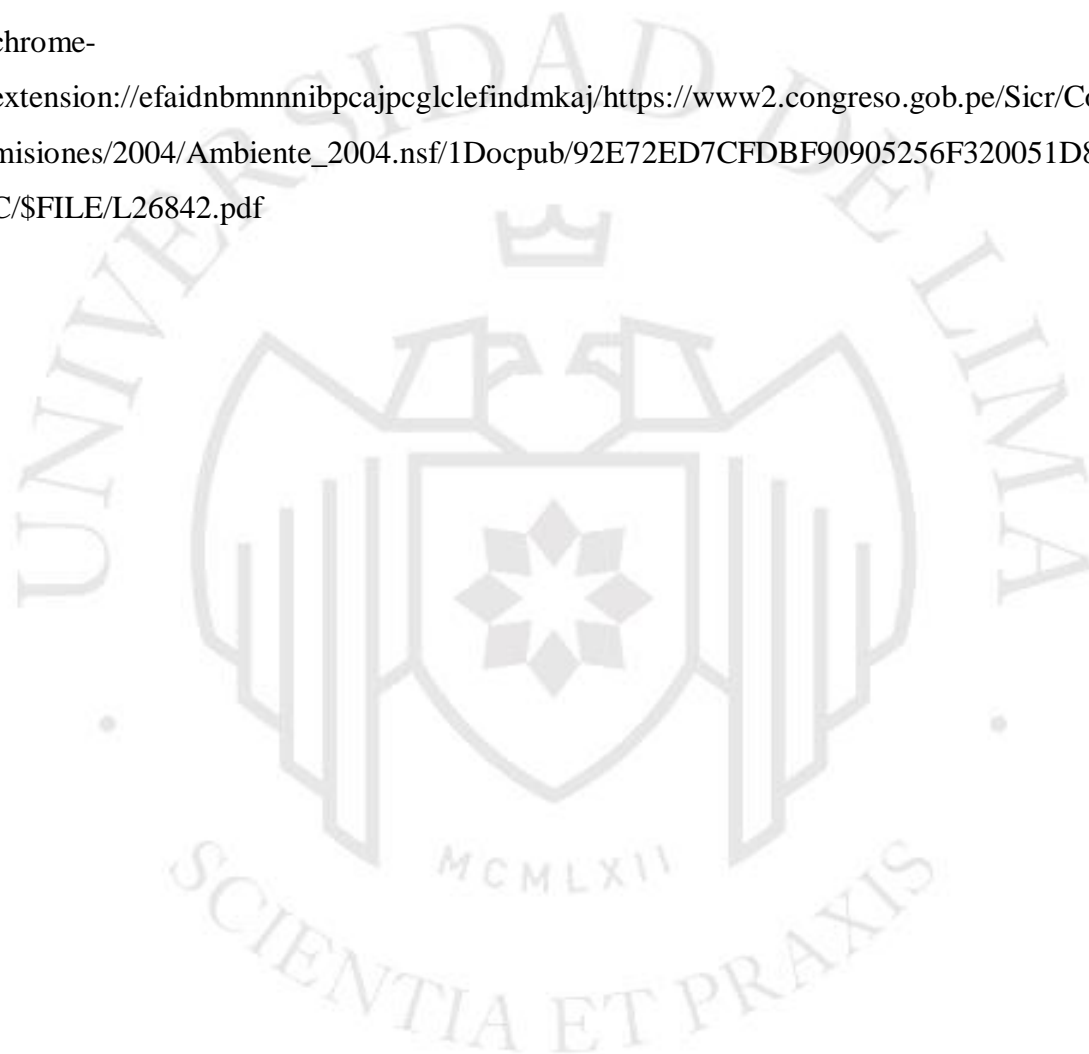 chrome-
extension://efaidnbmnnnibpcajpcglclefindmkaj/https://www2.congreso.gob.pe/Sicr/Co
misiones/2004/Ambiente_2004.nsf/1Docpub/92E72ED7CFDBF90905256F320051D8
C/$FILE/L26842.pdf
UNIVERSIDAD DE LIMA
MCMLXII
SCIENTIA ET PRAXIS